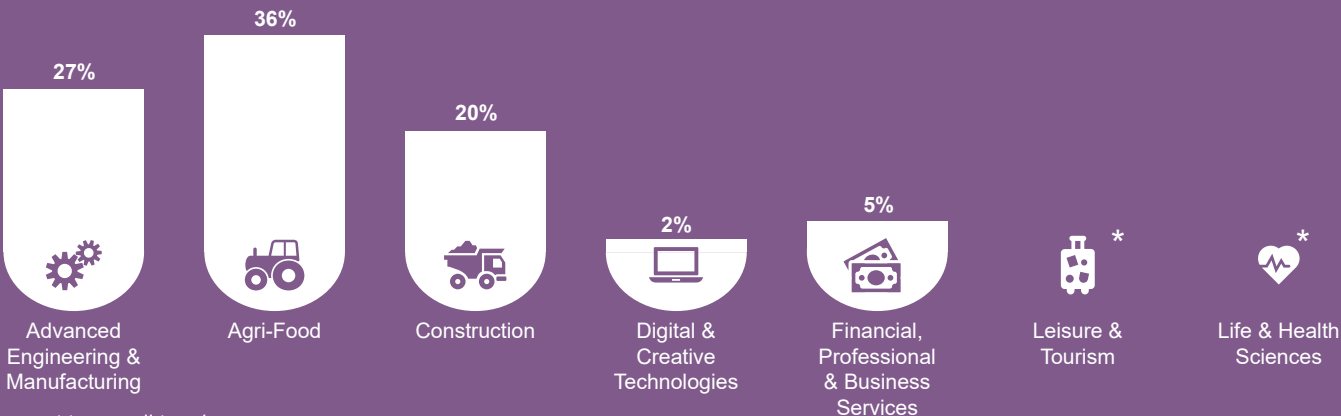 27%
36%
20%
2%
5%
*
*
Advanced
Engineering &
Manufacturing
Agri-Food
Construction
Digital &
Creative
Technologies
Financial,
Professional
& Business
Services
Leisure &
Tourism
Life & Health
Sciences